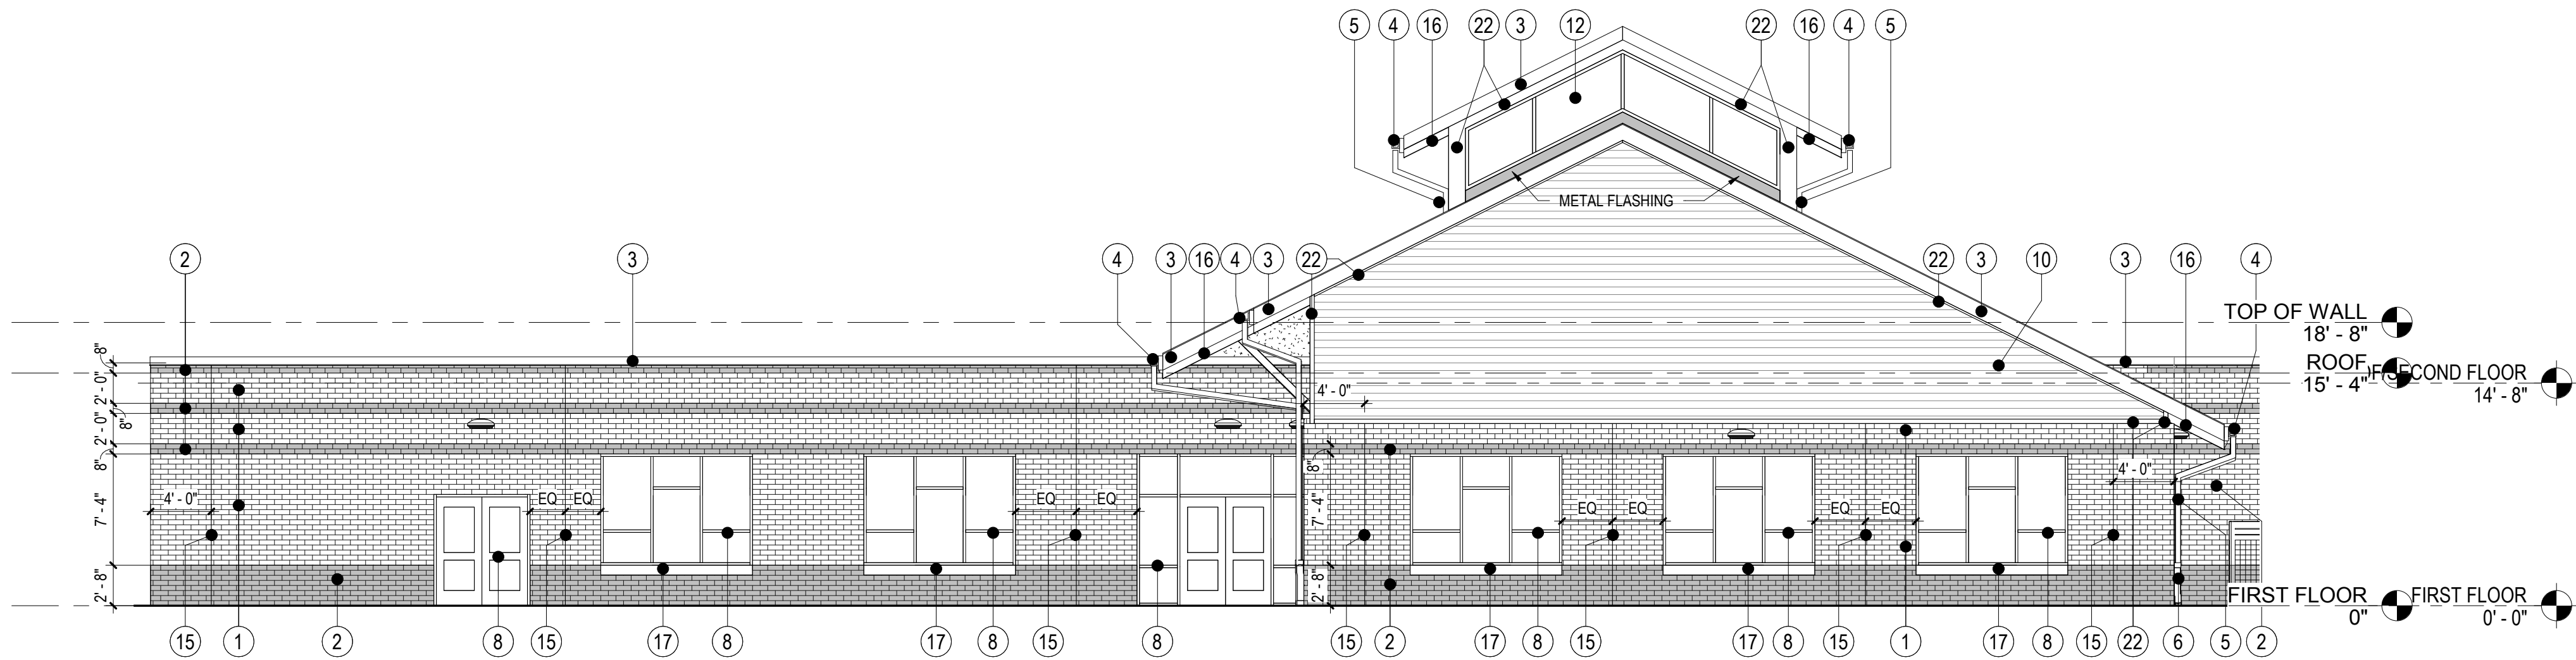 5 4 16 22 3 12 22 16 4 5
METAL FLASHING
2 3 4 3 16 4 3 22 22 3 10 3 16 4
TOP OF WALL
18' - 8"
ROOF
15' - 4"
SECOND FLOOR
14' - 8"
8"
2' - 0"
8"
2' - 0"
8"
7' - 4"
2' - 8"
4' - 0"
EQ EQ
EQ EQ
4' - 0"
8"
7' - 4"
2' - 8"
EQ EQ
EQ EQ
4' - 0"
FIRST FLOOR
0"
FIRST FLOOR
0' - 0"
15 1 2 8 15 17 8 17 8 15 8 15 2 17 8 15 17 8 15 1 17 8 15 22 6 5 2